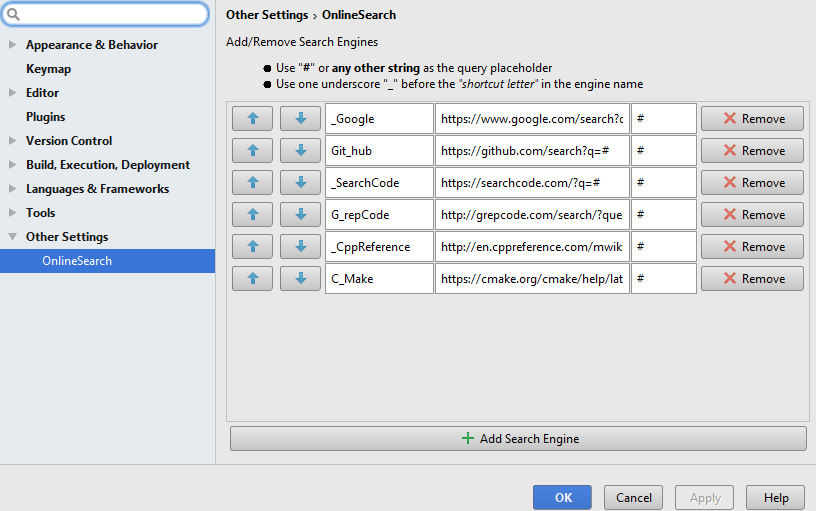 Other Settings › OnlineSearch
Appearance & Behavior
Keymap
Editor
Plugins
Version Control
Build, Execution, Deployment
Languages & Frameworks
Tools
Other Settings
OnlineSearch
Add/Remove Search Engines
● Use "#" or any other string as the query placeholder
● Use one underscore "_" before the "shortcut letter" in the engine name
_Google https://www.google.com/search?q # Remove
Git_hub https://github.com/search?q=# # Remove
_SearchCode https://searchcode.com/?q=# # Remove
G_repCode http://grepcode.com/search/?que # Remove
_CppReference http://en.cppreference.com/mwik # Remove
C_Make https://cmake.org/cmake/help/lat # Remove
Add Search Engine
OK Cancel Apply Help